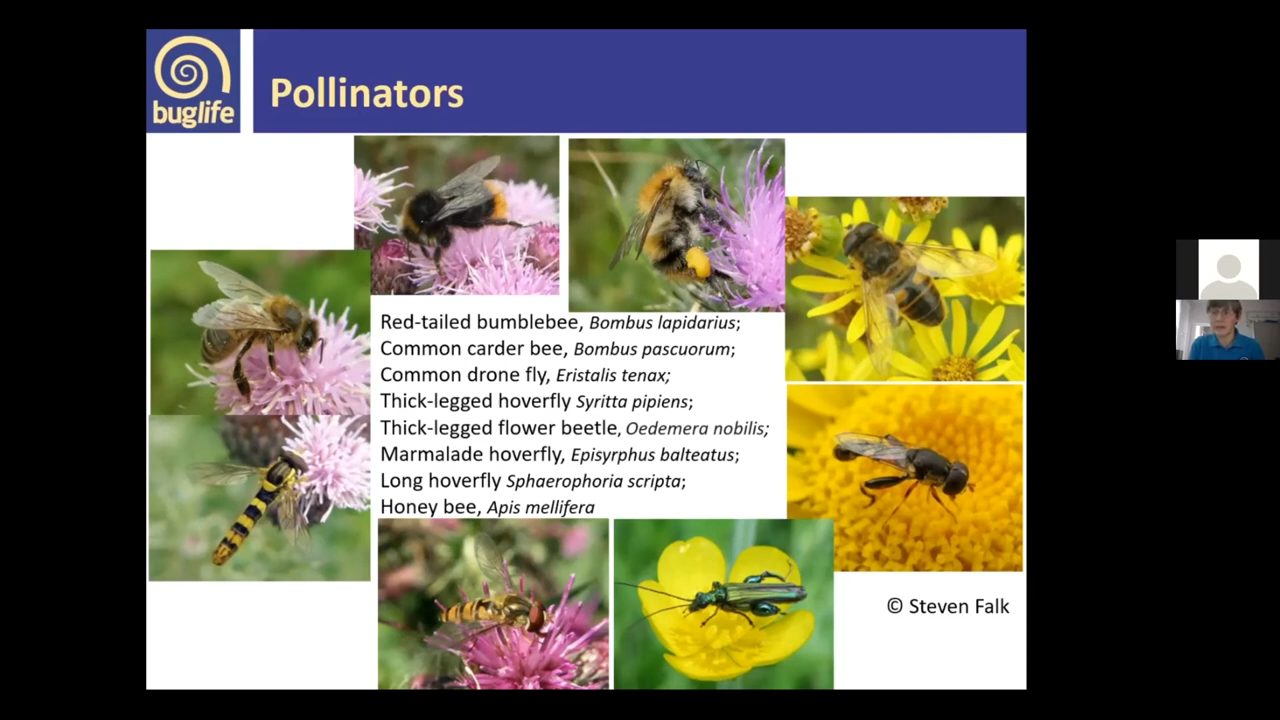 buglife
Pollinators
Red-tailed bumblebee, Bombus lapidarius;
Common carder bee, Bombus pascuorum;
Common drone fly, Eristalis tenax;
Thick-legged hoverfly Syritta pipiens;
Thick-legged flower beetle, Oedemera nobilis;
Marmalade hoverfly, Episyrphus balteatus;
Long hoverfly Sphaerophoria scripta;
Honey bee, Apis mellifera
© Steven Falk